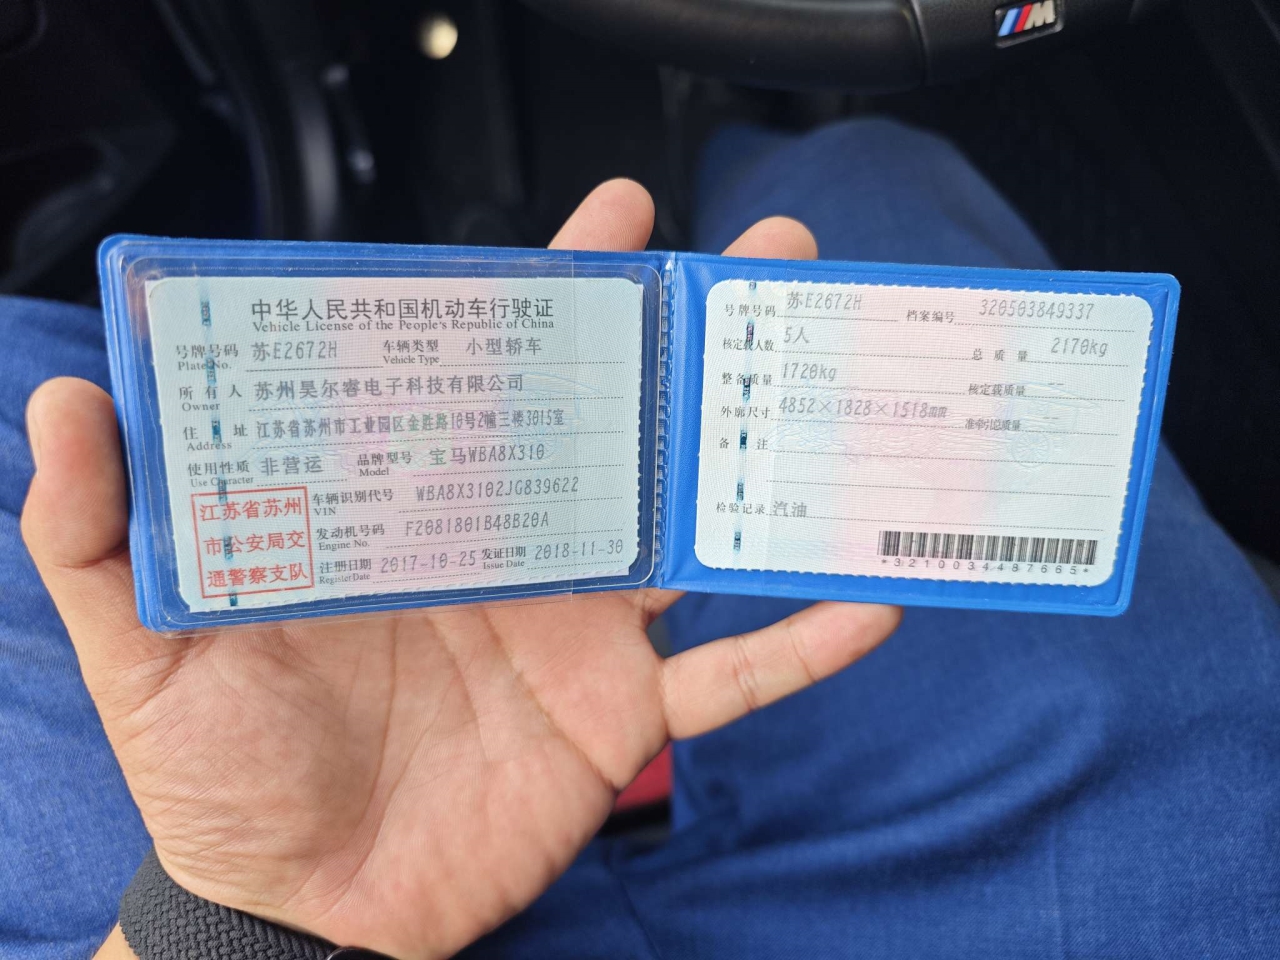 M
中华人民共和国机动车行驶证
Vehicle License of the People's Republic of China
号牌号码 苏E2672H 车辆类型 小型轿车
Plate No. Vehicle Type
所有人 苏州昊尔睿电子科技有限公司
Owner
住址 江苏省苏州市工业园区金胜路10号2幢三楼3015室
Address
使用性质 非营运 品牌型号 宝马WBA8X310
Use Character Model
江苏省苏州
市公安局交
通警察支队
车辆识别代号 WBA8X3102JG839622
VIN
发动机号码 F2081801B48B20A
Engine No.
注册日期 2017-10-25 发证日期 2018-11-30
Register Date Issue Date
号牌号码 苏E2672H 档案编号 320503849337
核定载人数 5人 总质量 2170kg
整备质量 1720kg 核定载质量 --
外廓尺寸 4852×1828×1518 准牵引总质量 --
备注
检验记录 汽油
*3210034487665*